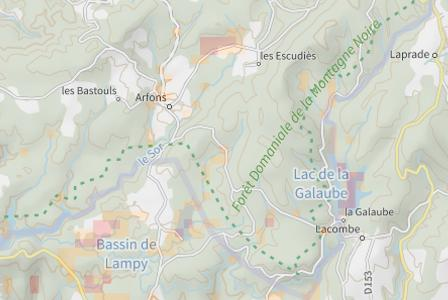 les Escudiès
Laprade
les Bastouls
Arfons
Forêt Domaniale de la Montagne Noire
le Sor
Lac de la
Galaube
la Galaube
Lacombe
Bassin de
Lampy
D153